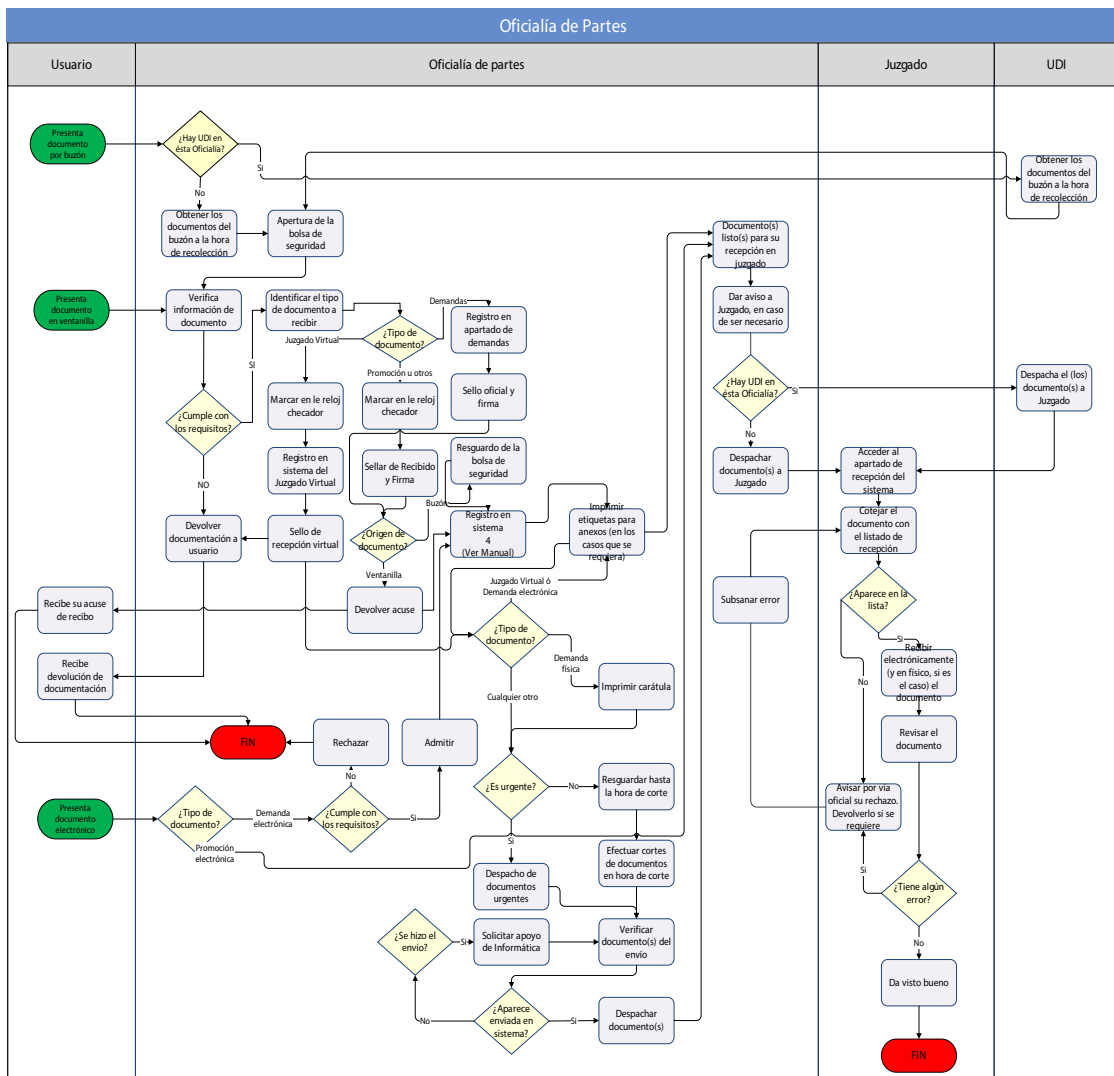 Oficialía de Partes
Usuario
Oficialía de partes
Juzgado
UDI
Presenta
documento
por buzón
¿Hay UDI en
ésta Oficialía?
Si
No
Obtener los
documentos del
buzón a la hora
de recolección
Apertura de la
bolsa de
seguridad
Obtener los
documentos del
buzón a la hora
de recolección
Documento(s)
listo(s) para su
recepción en
juzgado
Presenta
documento
en ventanilla
Verifica
información de
documento
Identificar el tipo
de documento a
recibir
SI
¿Tipo de
documento?
Demandas
Juzgado Virtual
Promoción u otros
Registro en
apartado de
demandas
Dar aviso a
Juzgado, en caso
de ser necesario
¿Hay UDI en
ésta Oficialía?
Si
No
Despacha el (los)
documento(s) a
Juzgado
¿Cumple con
los requisitos?
NO
Marcar en le reloj
checador
Marcar en le reloj
checador
Sello oficial y
firma
Registro en
sistema del
Juzgado Virtual
Sellar de Recibido
y Firma
Resguardo de la
bolsa de
seguridad
Despachar
documento(s) a
Juzgado
Acceder al
apartado de
recepción del
sistema
Devolver
documentación a
usuario
Sello de
recepción virtual
¿Origen de
documento?
Buzón
Ventanilla
Registro en
sistema
4
(Ver Manual)
Imprimir
etiquetas para
anexos (en los
casos que se
requiera)
Cotejar el
documento con
el listado de
recepción
Recibe su acuse
de recibo
Devolver acuse
Juzgado Virtual ó
Demanda electrónica
¿Tipo de
documento?
Demanda
física
Cualquier otro
Subsanar error
¿Aparece en la
lista?
Si
No
Recibe
devolución de
documentación
Imprimir carátula
Recibir
electrónicamente
(y en físico, si es
el caso) el
documento
FIN
Rechazar
Admitir
Revisar el
documento
No
¿Es urgente?
No
Si
Resguardar hasta
la hora de corte
Avisar por vía
oficial su rechazo.
Devolverlo si se
requiere
Presenta
documento
electrónico
¿Tipo de
documento?
Demanda
electrónica
Promoción
electrónica
¿Cumple con
los requisitos?
Si
Efectuar cortes
de documentos
en hora de corte
Despacho de
documentos
urgentes
Si
¿Tiene algún
error?
No
¿Se hizo el
envío?
Si
Solicitar apoyo
de Informática
Verificar
documento(s) del
envío
Da visto bueno
No
¿Aparece
enviada en
sistema?
Si
Despachar
documento(s)
FIN